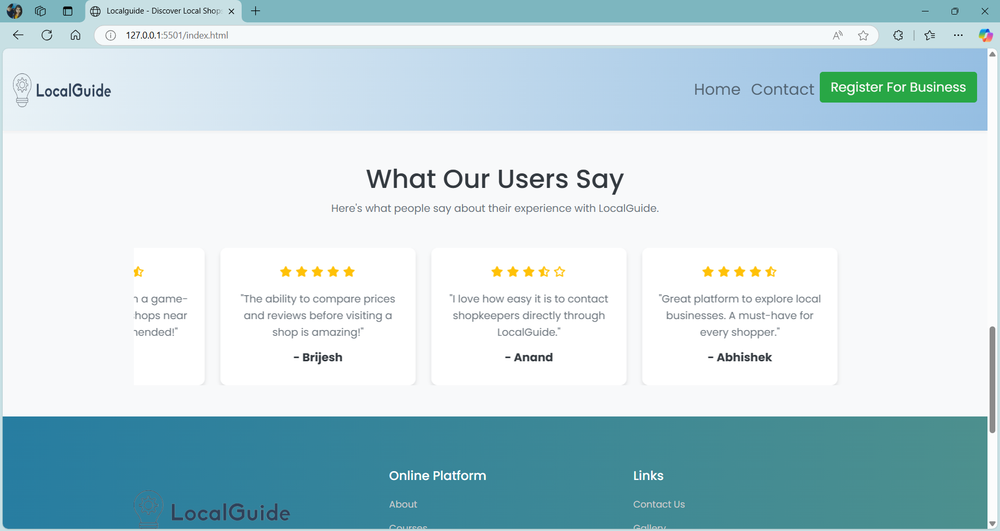 Localguide - Discover Local Shop
127.0.0.1:5501/index.html
LocalGuide
Home Contact Register For Business
What Our Users Say
Here's what people say about their experience with LocalGuide.
a game-
hops near
ended!"
"The ability to compare prices
and reviews before visiting a
shop is amazing!"
- Brijesh
"I love how easy it is to contact
shopkeepers directly through
LocalGuide."
- Anand
"Great platform to explore local
businesses. A must-have for
every shopper."
- Abhishek
LocalGuide
Online Platform
About
Courses
Links
Contact Us
Gallery